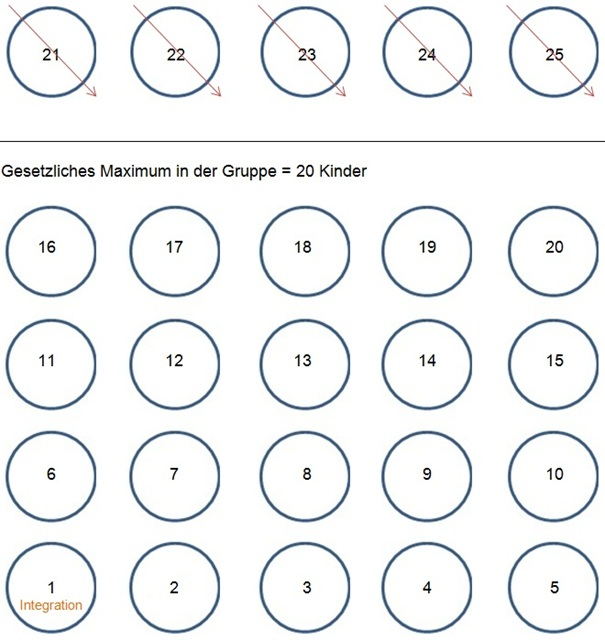 21 22 23 24 25
Gesetzliches Maximum in der Gruppe = 20 Kinder
16 17 18 19 20
11 12 13 14 15
6 7 8 9 10
1 2 3 4 5
Integration